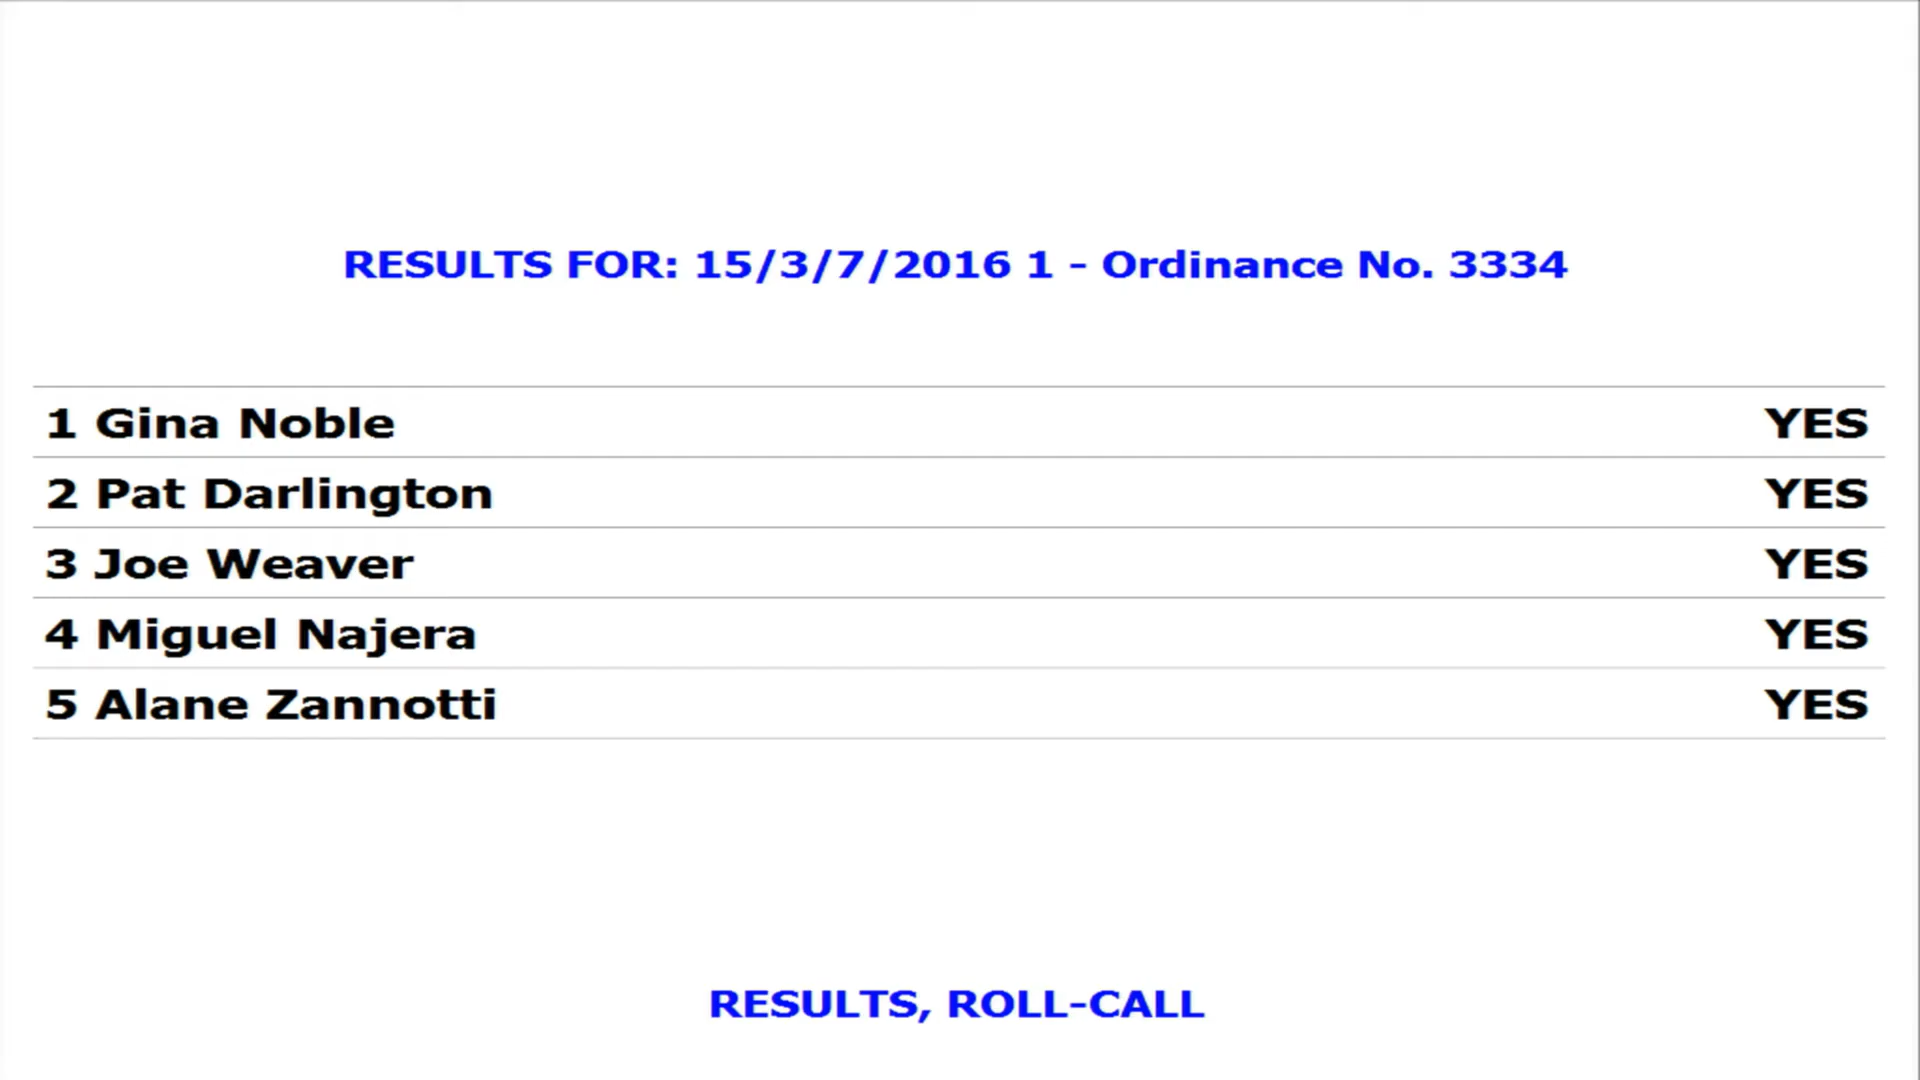 RESULTS FOR: 15/3/7/2016 1 - Ordinance No. 3334
1 Gina Noble YES
2 Pat Darlington YES
3 Joe Weaver YES
4 Miguel Najera YES
5 Alane Zannotti YES
RESULTS, ROLL-CALL